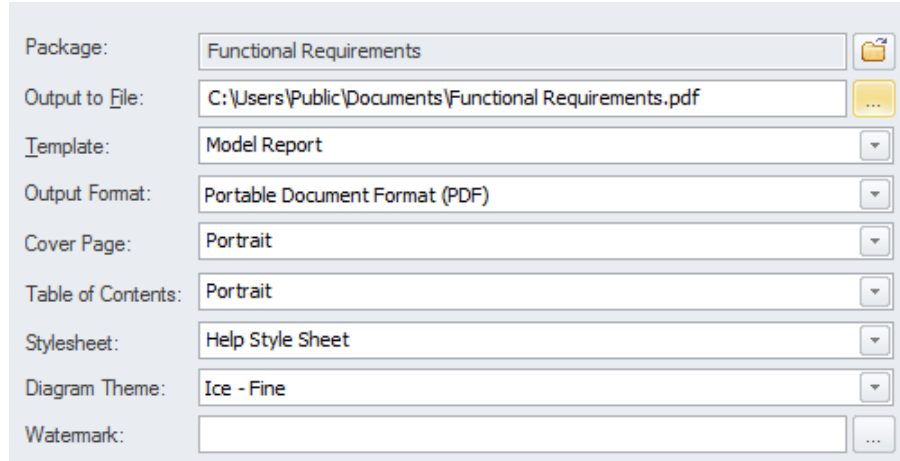 Package: Functional Requirements
Output to File: C:\Users\Public\Documents\Functional Requirements.pdf ...
Template: Model Report
Output Format: Portable Document Format (PDF)
Cover Page: Portrait
Table of Contents: Portrait
Stylesheet: Help Style Sheet
Diagram Theme: Ice - Fine
Watermark: ...